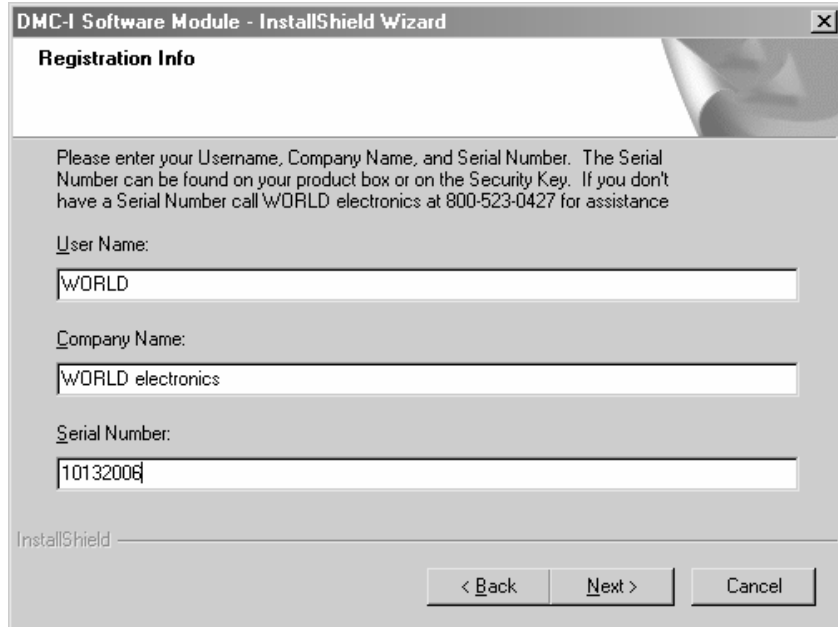 DMC-I Software Module - InstallShield Wizard
Registration Info
Please enter your Username, Company Name, and Serial Number.  The Serial
Number can be found on your product box or on the Security Key.  If you don't
have a Serial Number call WORLD electronics at 800-523-0427 for assistance
User Name:
WORLD
Company Name:
WORLD electronics
Serial Number:
10132006
InstallShield
< Back Next > Cancel